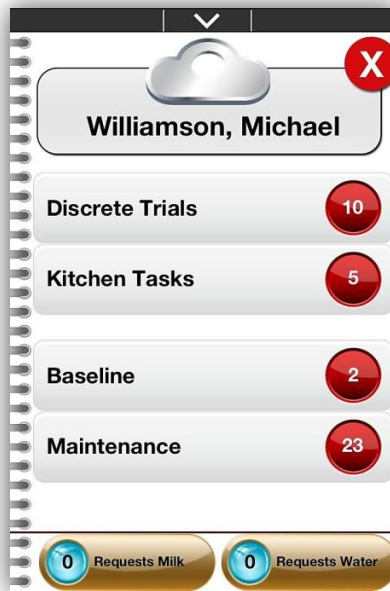 X
Williamson, Michael
Discrete Trials 10
Kitchen Tasks 5
Baseline 2
Maintenance 23
0 Requests Milk 0 Requests Water